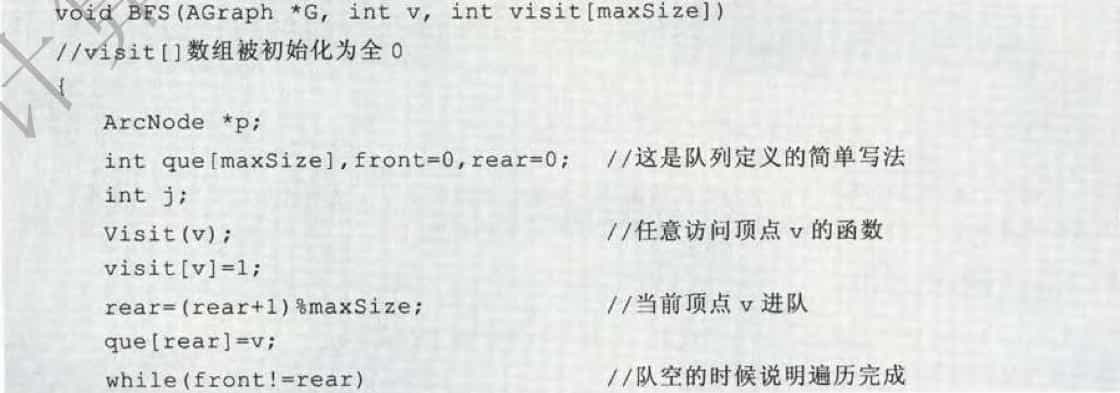 void BFS(AGraph *G, int v, int visit[maxSize])
//visit[]数组被初始化为全 0
{
ArcNode *p;
int que[maxSize],front=0,rear=0; //这是队列定义的简单写法
int j;
Visit(v); //任意访问顶点 v 的函数
visit[v]=1;
rear=(rear+1)%maxSize; //当前顶点 v 进队
que[rear]=v;
while(front!=rear) //队空的时候说明遍历完成